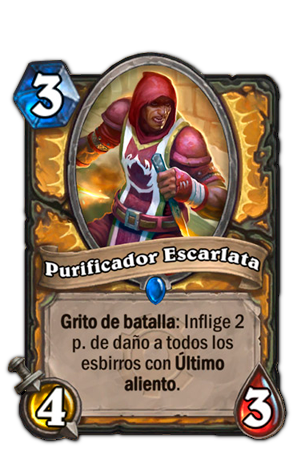 3
Purificador Escarlata
Grito de batalla: Inflige 2
p. de daño a todos los
esbirros con Último
aliento.
4
3